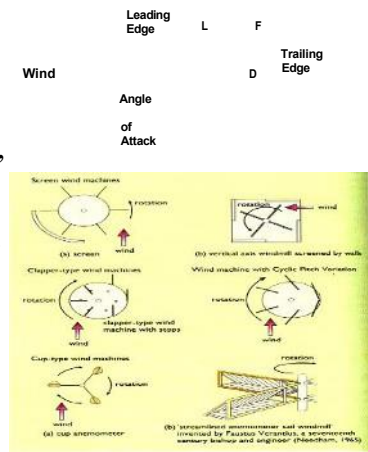 Leading
Edge
L F
Trailing
Edge
Wind
D
Angle
of
Attack
,
Screen wind machines
rotation
wind
(a) screen
rotation
wind
(b) vertical axis windmill screened by walls
Clapper-type wind machines
rotation
wind
clapper-type wind
machine with stops
Wind machine with Cyclic Pitch Variation
rotation
wind
Cup-type wind machines
rotation
wind
(a) cup anemometer
rotation
(b) 'streamlined anemometer sail windmill'
invented by Faustus Verantius, a seventeenth
century bishop and engineer (Needham, 1965)